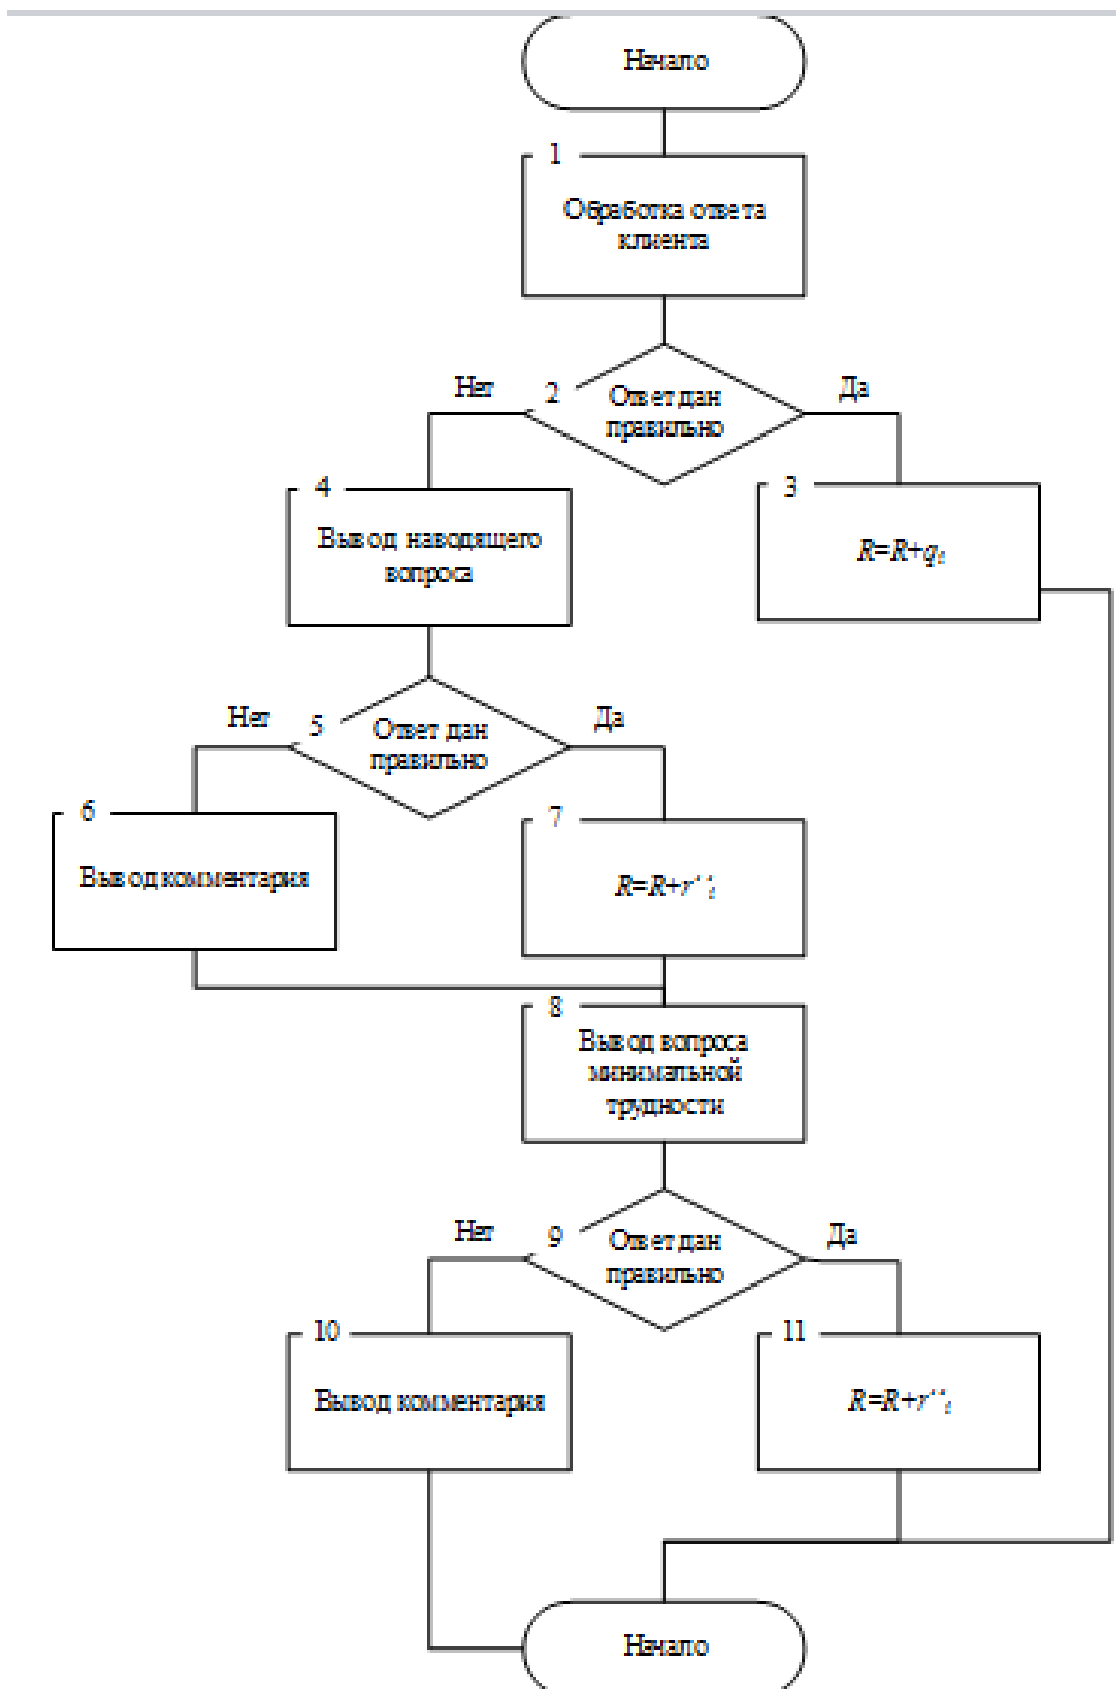 Начало
1
Обработка ответа
клиента
Нет
2
Ответ дан
правильно
Да
4
Вывод наводящего
вопроса
3
R=R+qᵢ
Нет
5
Ответ дан
правильно
Да
6
Вывод комментария
7
R=R+r''ᵢ
8
Вывод вопроса
минимальной
трудности
Нет
9
Ответ дан
правильно
Да
10
Вывод комментария
11
R=R+r''ᵢ
Начало